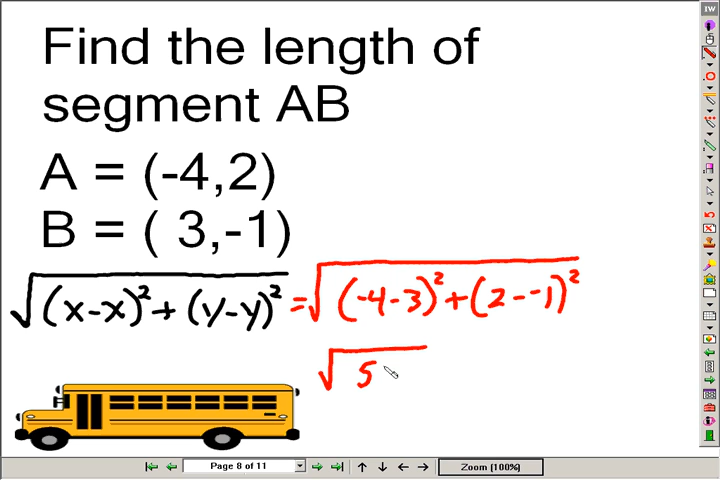 Find the length of
segment AB
A = (-4,2)
B = ( 3,-1)
√(x-x)²+(y-y)² = √(-4-3)²+(2--1)²
√5
IW
Page 8 of 11
Zoom [100%]